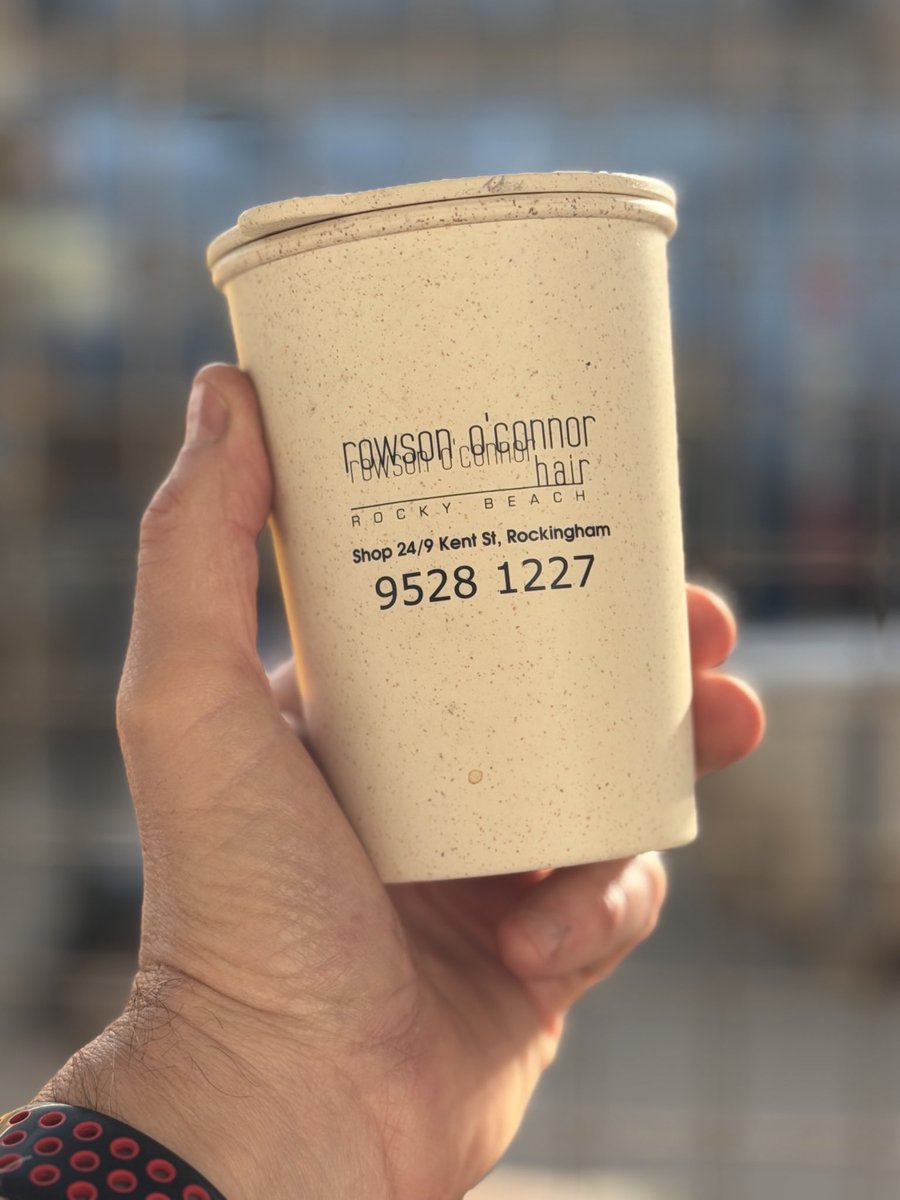 rowson o'connor
rowson o'connor
hair
ROCKY BEACH
Shop 24/9 Kent St, Rockingham
9528 1227